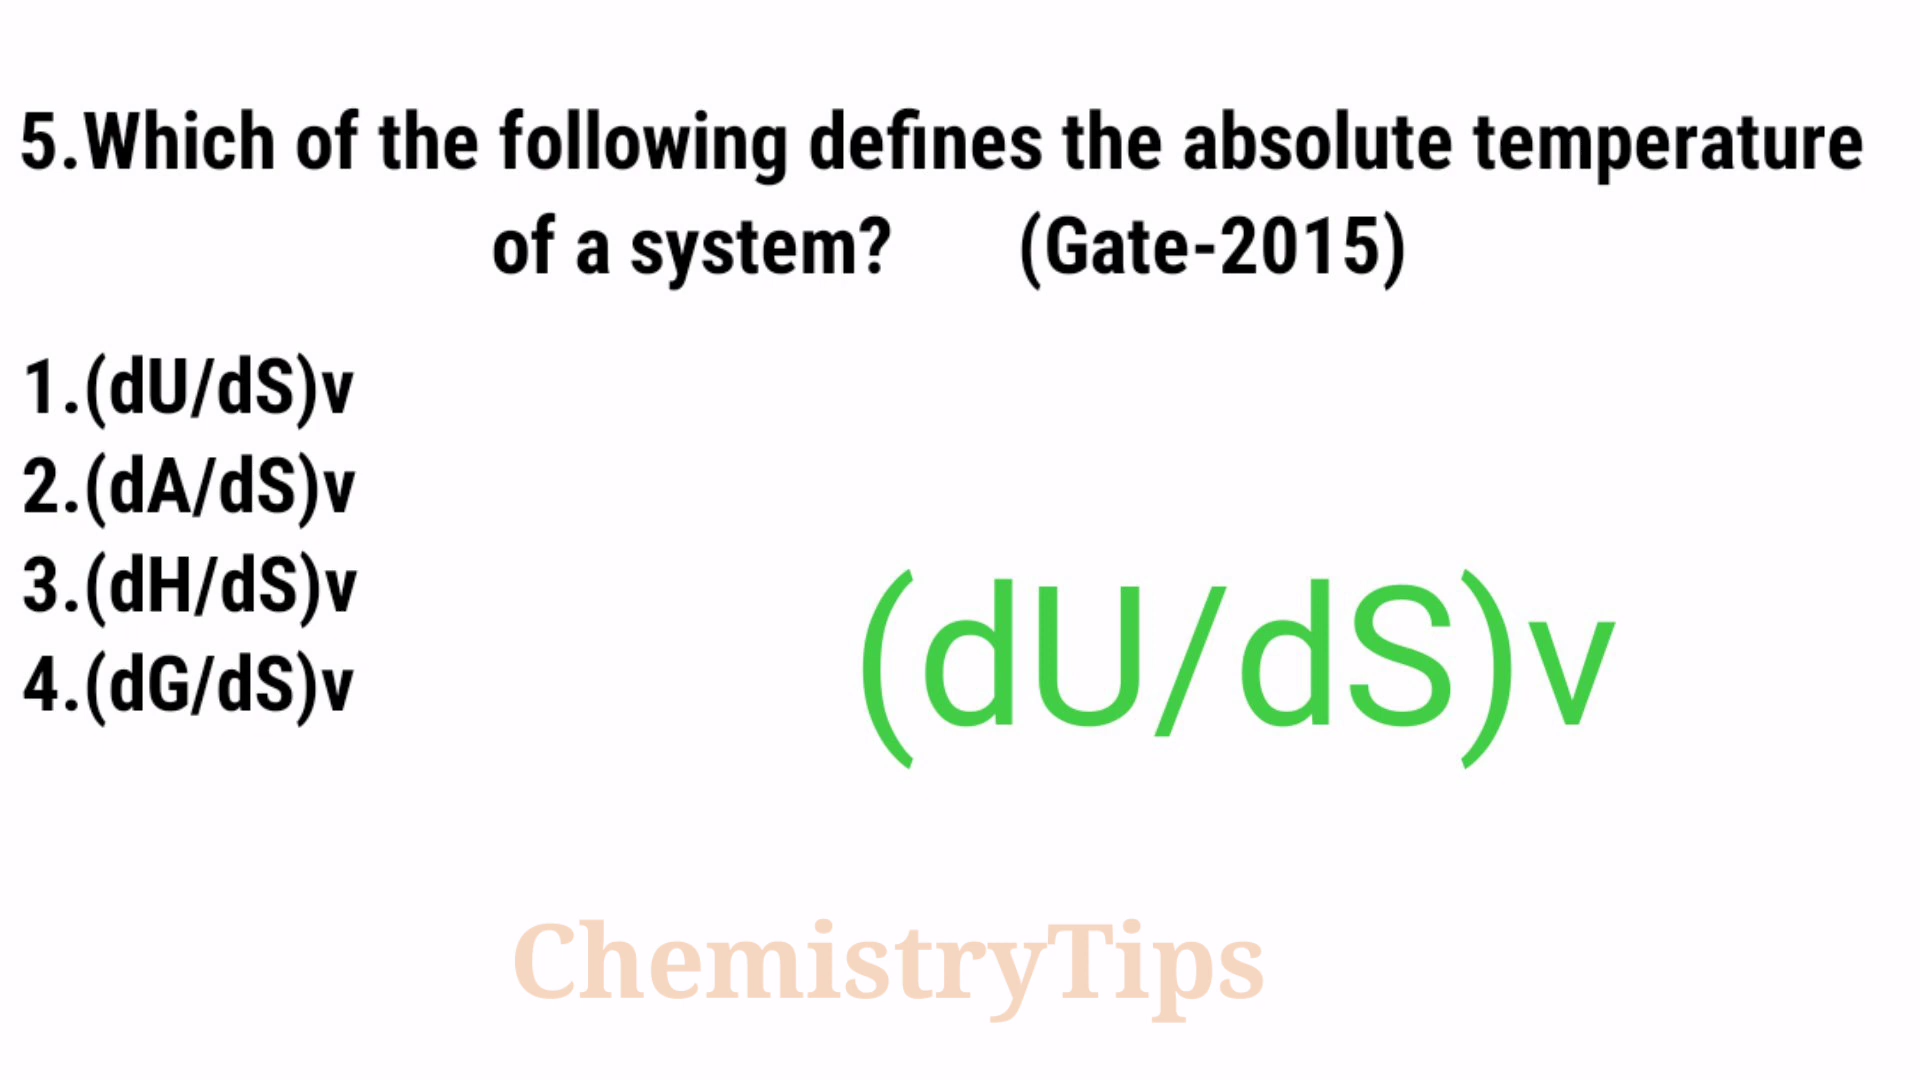 5.Which of the following defines the absolute temperature
of a system? (Gate-2015)
1.(dU/dS)v
2.(dA/dS)v
3.(dH/dS)v
4.(dG/dS)v
(dU/dS)v
ChemistryTips